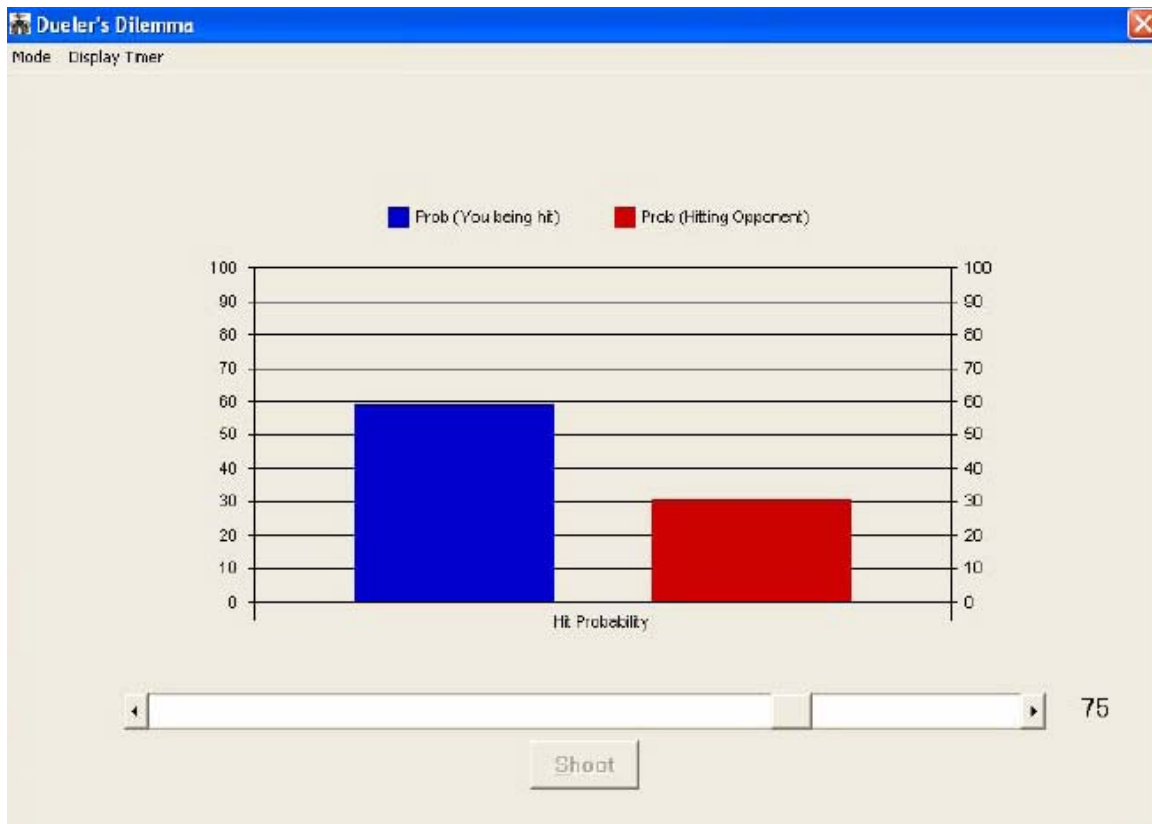 Dueler's Dilemma
Mode Display Timer
Prob (You being hit) Prob (Hitting Opponent)
100 100
90 90
80 80
70 70
60 60
50 50
40 40
30 30
20 20
10 10
0 0
Hit Probability
75
Shoot